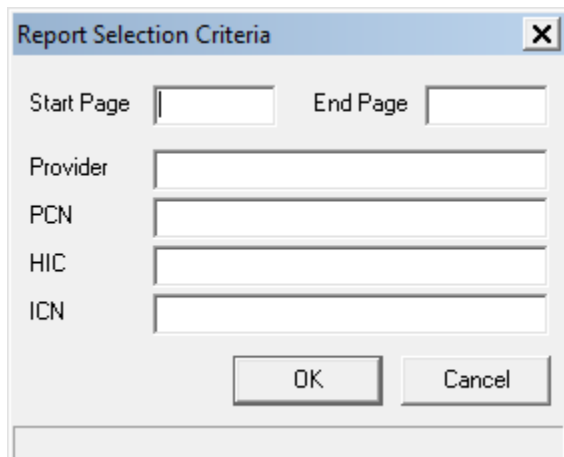 Report Selection Criteria
Start Page End Page
Provider
PCN
HIC
ICN
OK Cancel